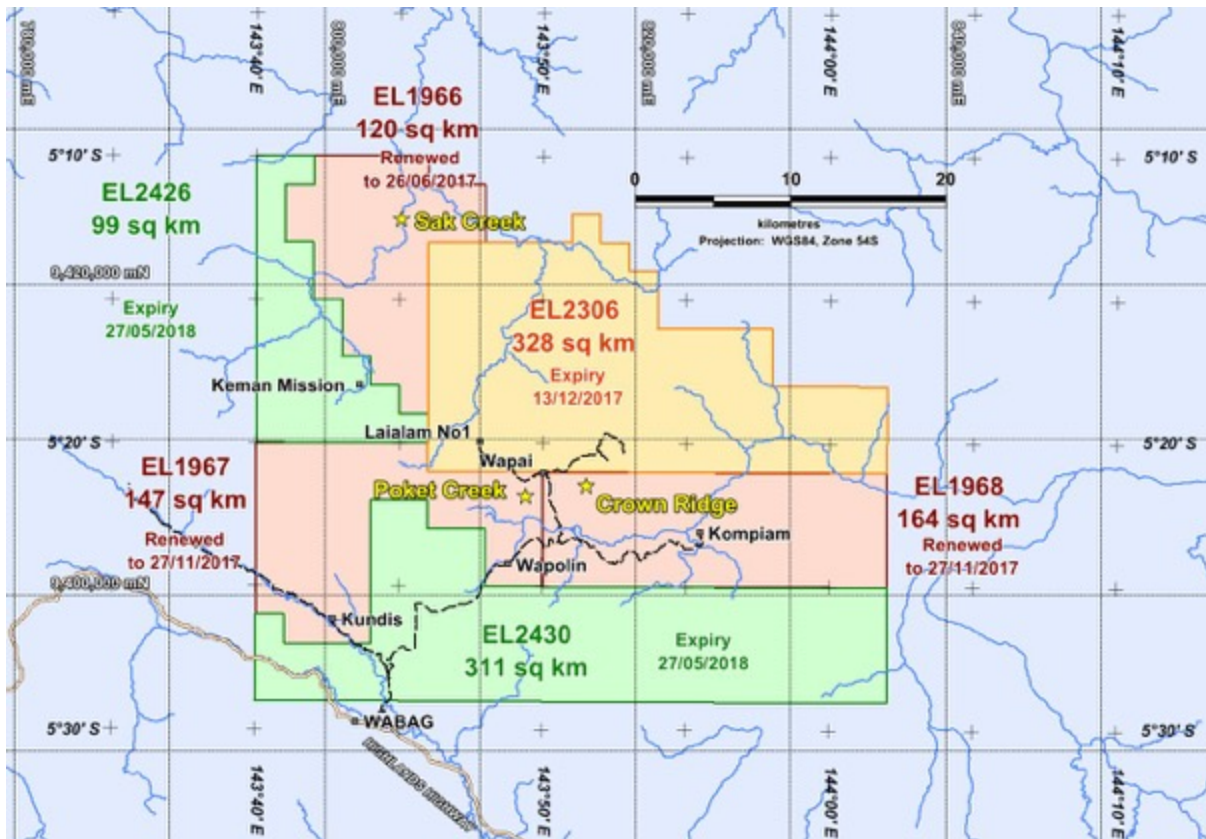 780,000 mE
143°40' E
800,000 mE
143°50' E
820,000 mE
144°00' E
840,000 mE
144°10' E
EL1966
120 sq km
Renewed
to 26/06/2017
5°10' S
5°10' S
0 10 20
kilometres
Projection: WGS84, Zone 54S
EL2426
99 sq km
Sak Creek
9,420,000 mN
Expiry
27/05/2018
EL2306
328 sq km
Expiry
13/12/2017
Keman Mission
Laialam No1
5°20' S
5°20' S
Wapai
EL1967
147 sq km
Renewed
to 27/11/2017
Poket Creek
Crown Ridge
EL1968
164 sq km
Renewed
to 27/11/2017
Kompiam
Wapolin
9,400,000 mN
Kundis
EL2430
311 sq km
Expiry
27/05/2018
WABAG
5°30' S
5°30' S
HIGHLANDS HIGHWAY
143°40' E
143°50' E
144°00' E
144°10' E